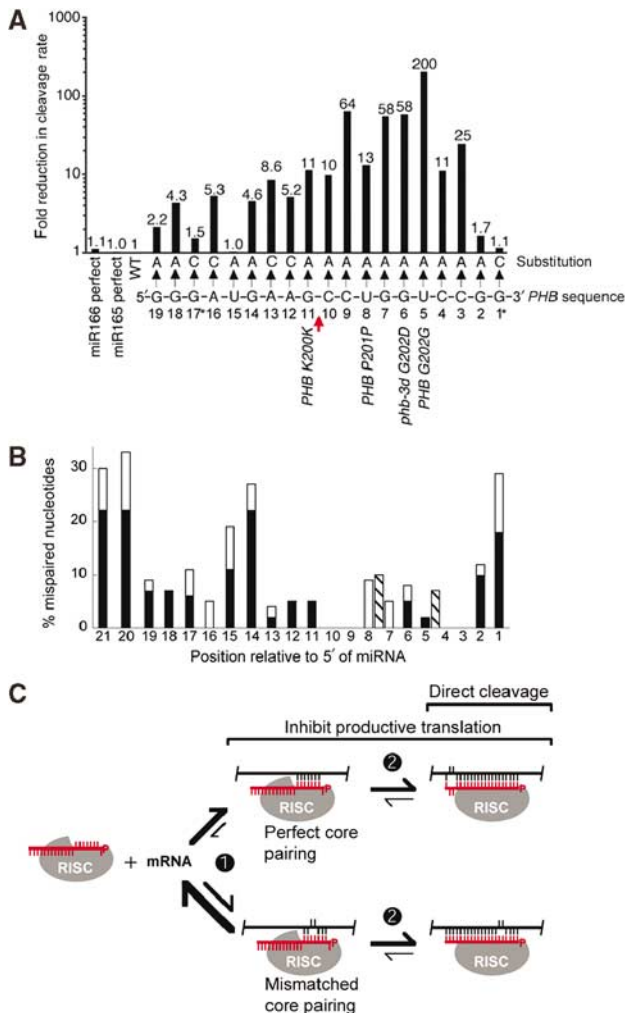 A
Fold reduction in cleavage rate
1000
100
10
1
1.1
1.0
1
2.2
4.3
1.5
5.3
1.0
4.6
8.6
5.2
11
10
64
13
58
58
200
11
25
1.7
1.1
miR166 perfect
miR165 perfect
WT
A A C C A A C C A A A A A A A A A A C Substitution
5′-G-G-G-A-U-G-A-A-G-C-C-U-G-G-U-C-C-G-G-3′ PHB sequence
19 18 17* 16 15 14 13 12 11 10 9 8 7 6 5 4 3 2 1*
PHB K200K
PHB P201P
phb-3d G202D
PHB G202G
B
% mispaired nucleotides
30
20
10
0
21 20 19 18 17 16 15 14 13 12 11 10 9 8 7 6 5 4 3 2 1
Position relative to 5′ of miRNA
C
Direct cleavage
Inhibit productive translation
2
P
RISC
P
RISC
Perfect core
pairing
P
RISC
+ mRNA
1
2
P
RISC
P
RISC
Mismatched
core pairing